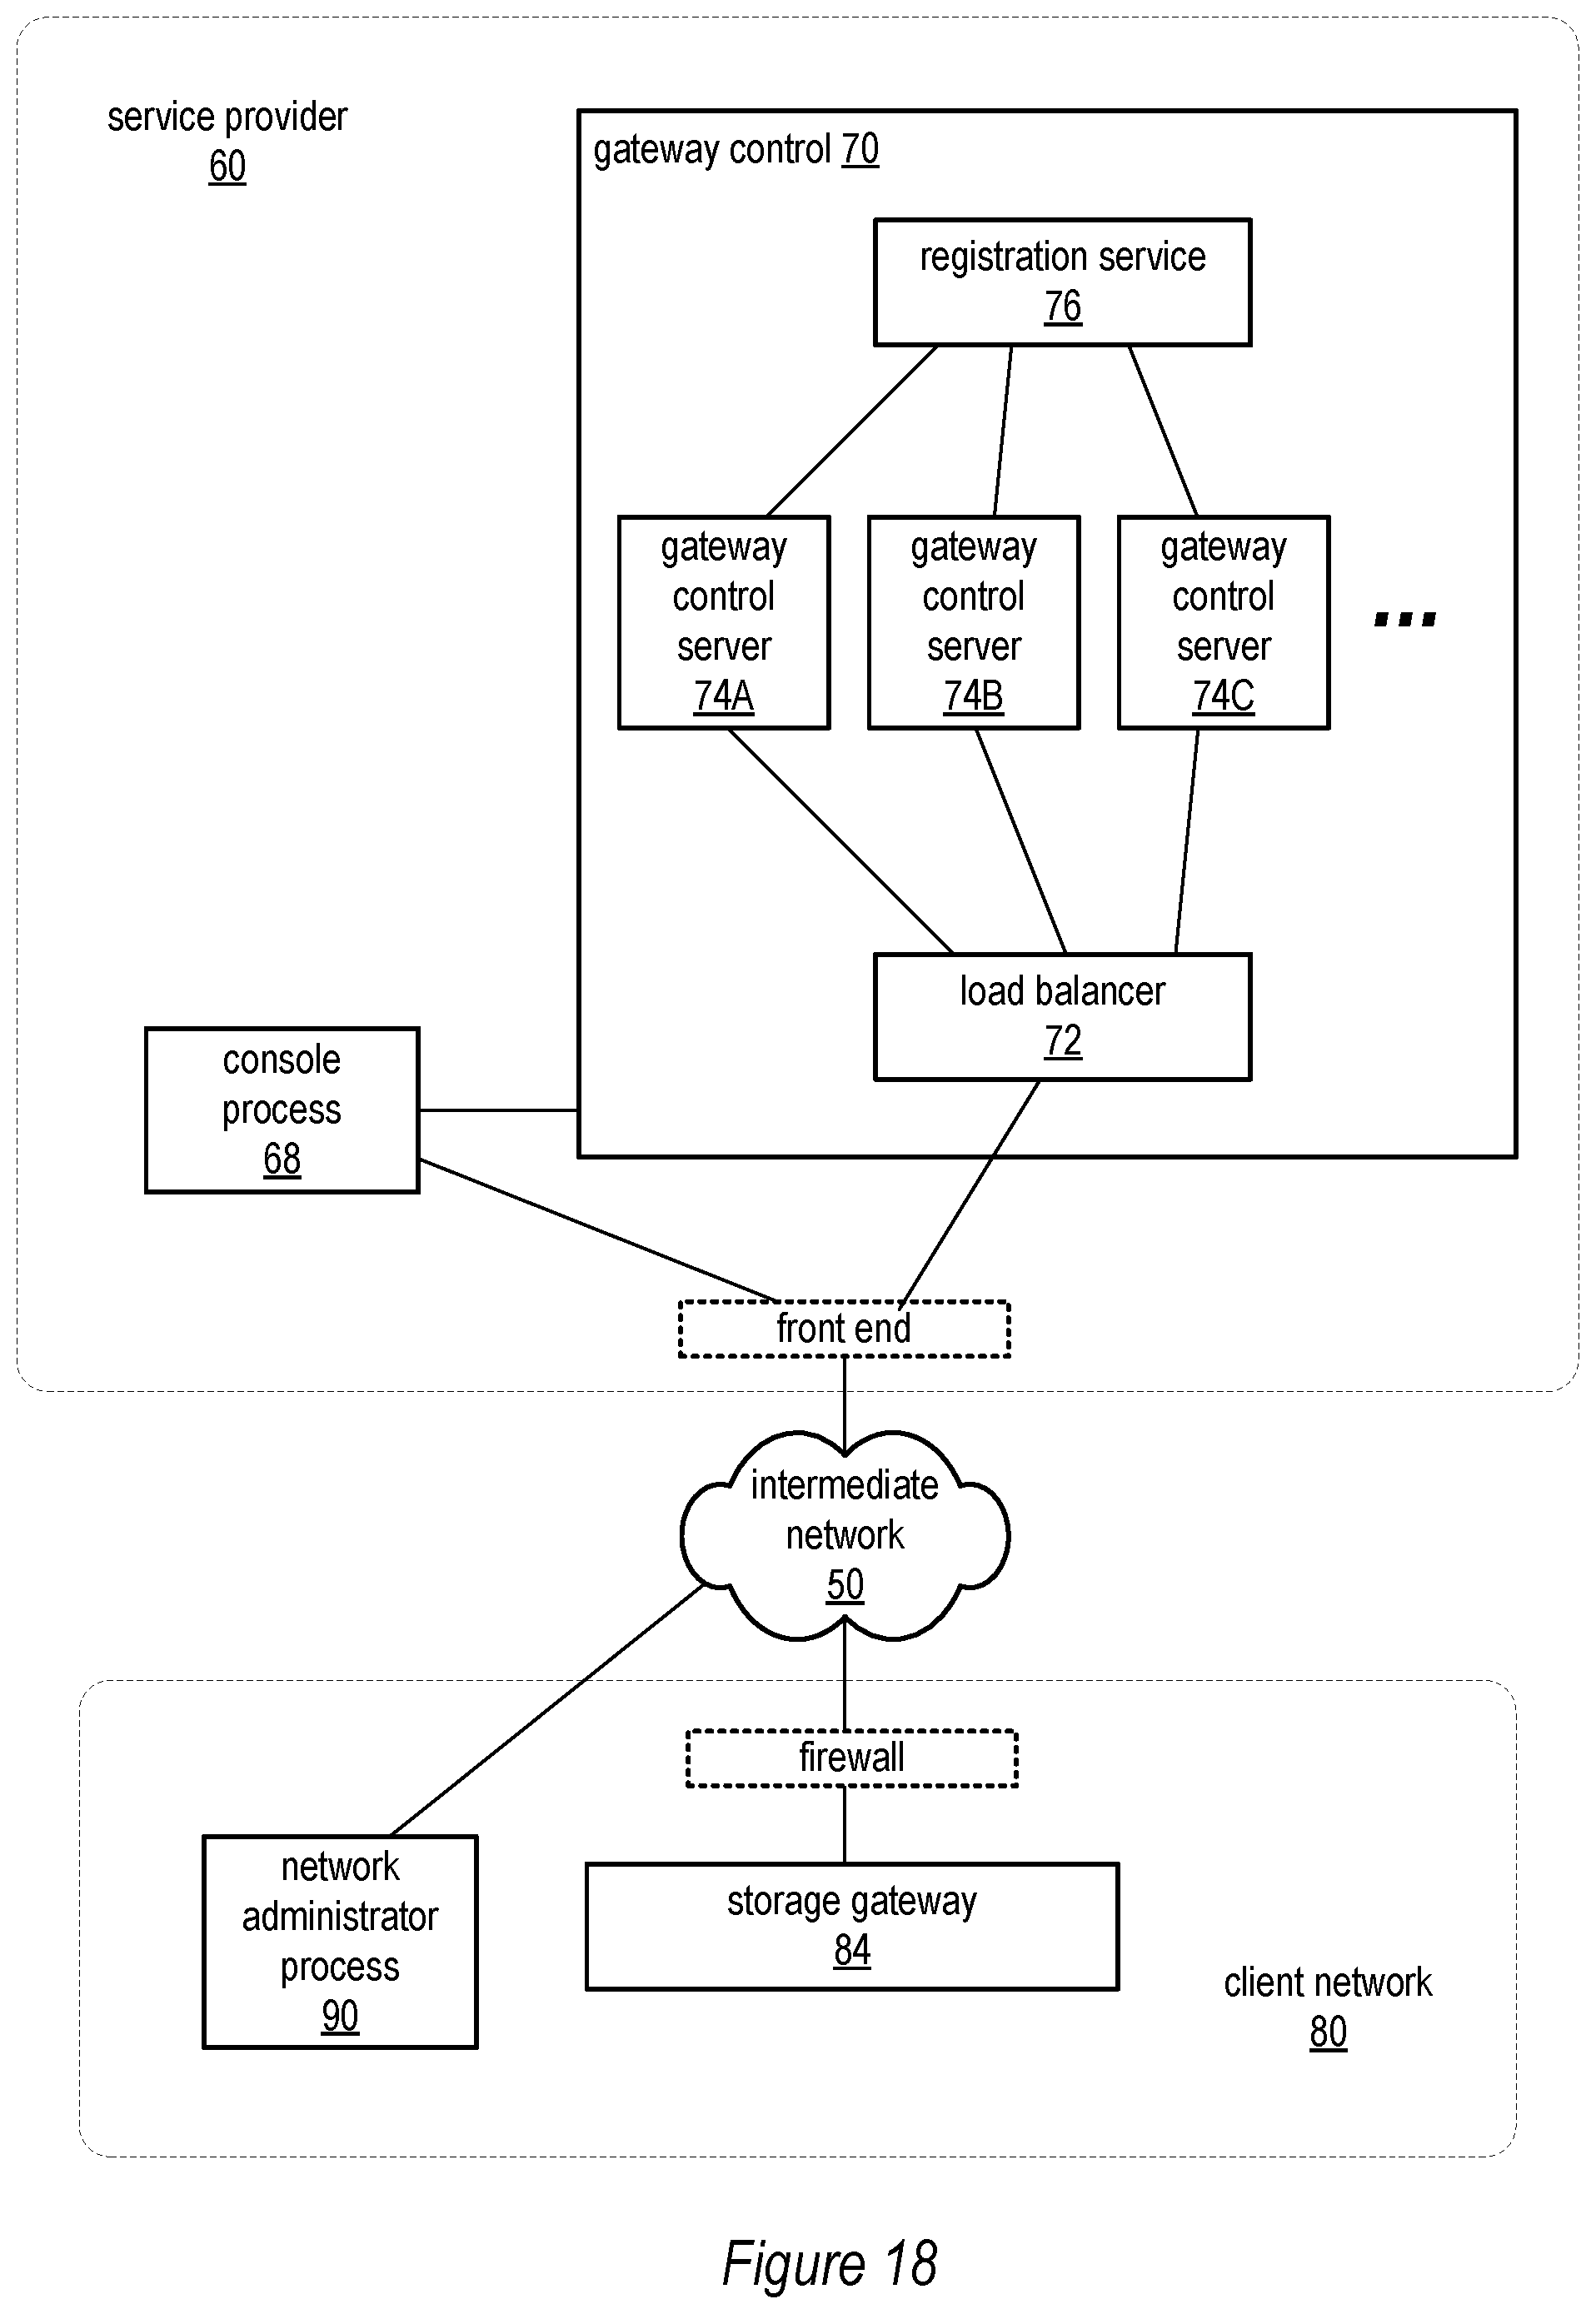 service provider
60
gateway control 70
registration service
76
gateway
control
server
74A
gateway
control
server
74B
gateway
control
server
74C
...
load balancer
72
console
process
68
front end
intermediate
network
50
firewall
network
administrator
process
90
storage gateway
84
client network
80
Figure 18